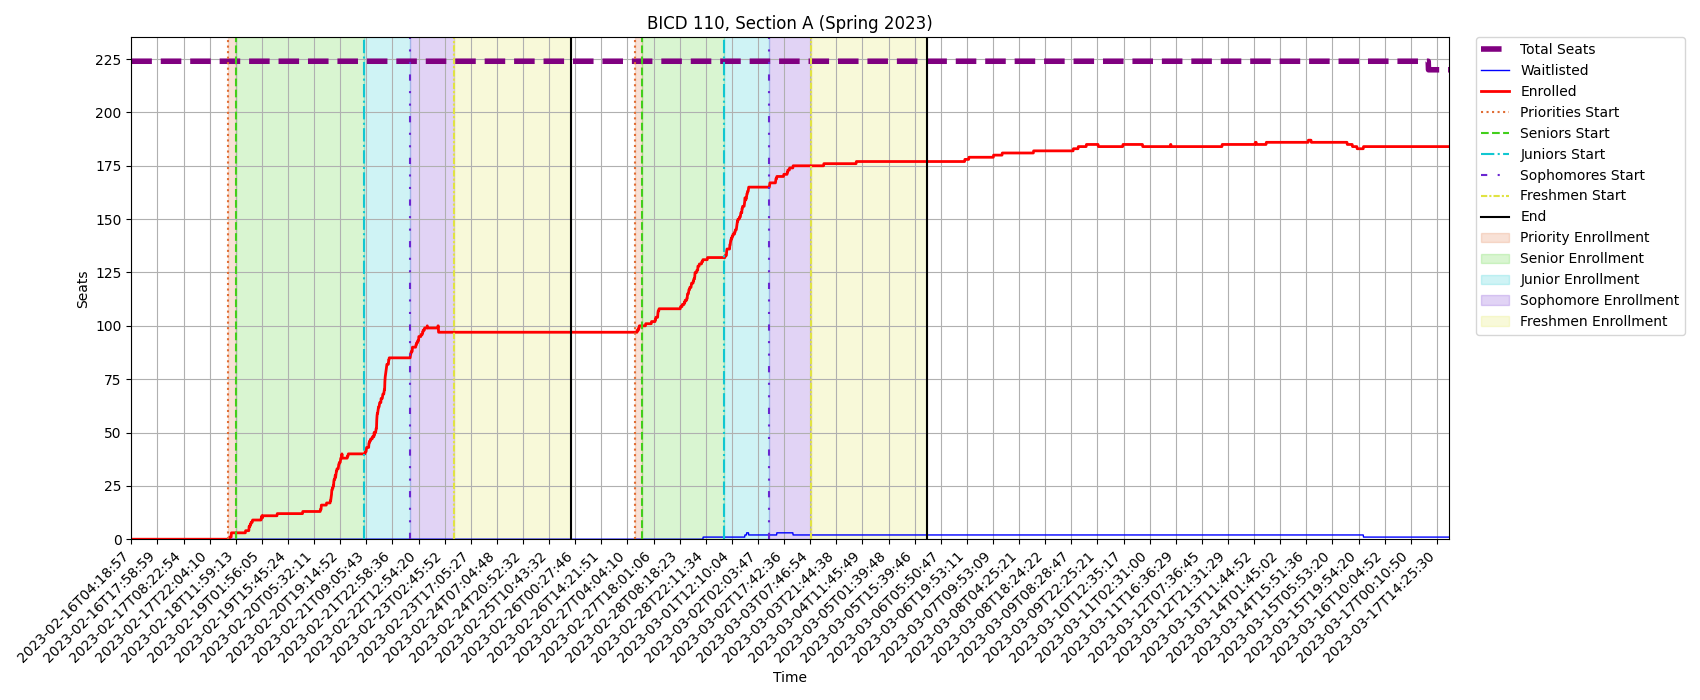 BICD 110, Section A (Spring 2023)
Seats
225
200
175
150
125
100
75
50
25
0
2023-02-16T04:18:57
2023-02-16T17:58:59
2023-02-17T08:22:54
2023-02-17T22:04:10
2023-02-18T11:59:13
2023-02-19T01:56:05
2023-02-19T15:45:24
2023-02-20T05:32:11
2023-02-20T19:14:52
2023-02-21T09:05:43
2023-02-21T22:58:36
2023-02-22T12:54:20
2023-02-23T02:45:52
2023-02-23T17:05:27
2023-02-24T07:04:48
2023-02-24T20:52:32
2023-02-25T10:43:32
2023-02-26T00:27:46
2023-02-26T14:21:51
2023-02-27T04:04:10
2023-02-27T18:01:06
2023-02-28T08:18:23
2023-02-28T22:11:34
2023-03-01T12:10:04
2023-03-02T02:03:47
2023-03-02T17:42:36
2023-03-03T07:46:54
2023-03-03T21:44:38
2023-03-04T11:45:49
2023-03-05T01:39:48
2023-03-05T15:39:46
2023-03-06T05:50:47
2023-03-06T19:53:11
2023-03-07T09:53:09
2023-03-08T04:25:21
2023-03-08T18:24:22
2023-03-09T08:28:47
2023-03-09T22:25:21
2023-03-10T12:35:17
2023-03-11T02:31:00
2023-03-11T16:36:29
2023-03-12T07:36:45
2023-03-12T21:31:29
2023-03-13T11:44:52
2023-03-14T01:45:02
2023-03-14T15:51:36
2023-03-15T05:53:20
2023-03-15T19:54:20
2023-03-16T10:04:52
2023-03-17T00:10:50
2023-03-17T14:25:30
Time
Total Seats
Waitlisted
Enrolled
Priorities Start
Seniors Start
Juniors Start
Sophomores Start
Freshmen Start
End
Priority Enrollment
Senior Enrollment
Junior Enrollment
Sophomore Enrollment
Freshmen Enrollment